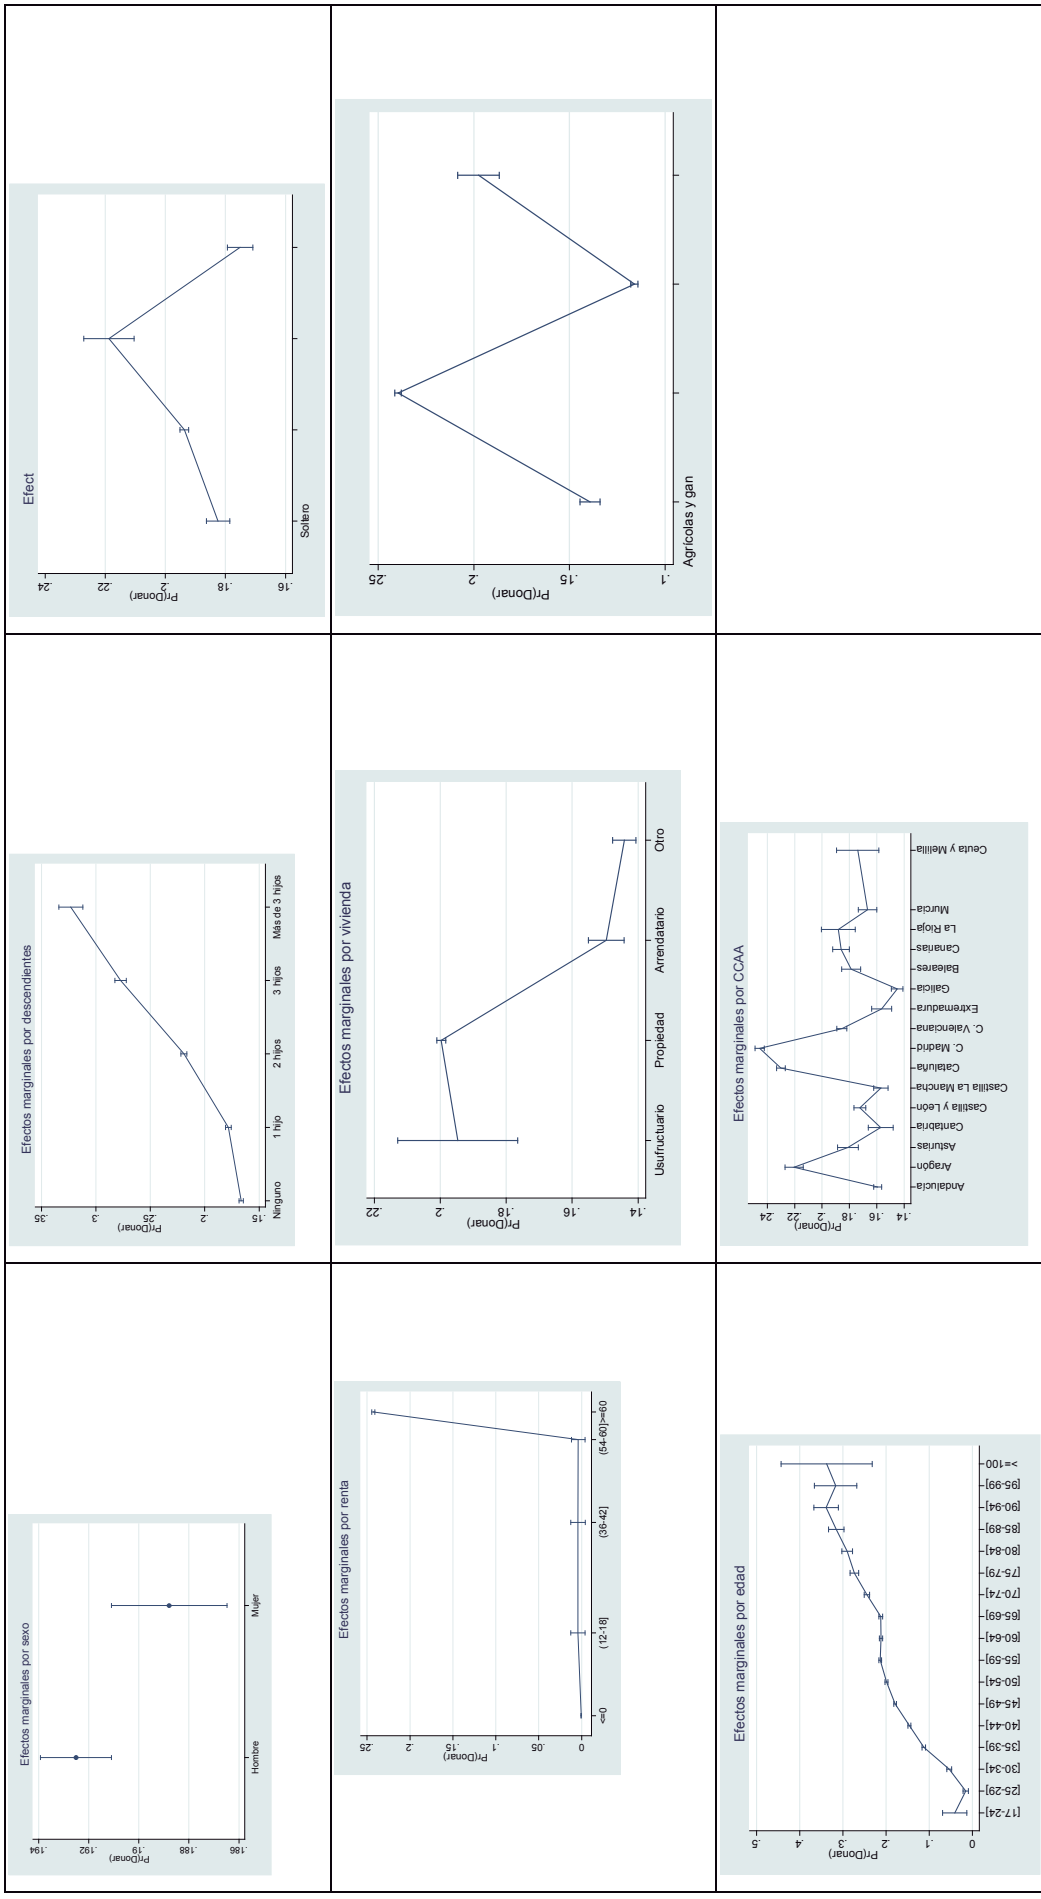 Efectos marginales por sexo
Pr(Donar)
.194
.192
.19
.188
.186
Hombre
Mujer
Efectos marginales por descendientes
Pr(Donar)
.35
.3
.25
.2
.15
Ninguno
1 hijo
2 hijos
3 hijos
Más de 3 hijos
Efect
Pr(Donar)
.24
.22
.2
.18
.16
Soltero
Efectos marginales por renta
Pr(Donar)
.25
.2
.15
.1
.05
0
<=0
(12-18]
(36-42]
(54-60]
>=60
Efectos marginales por vivienda
Pr(Donar)
.22
.2
.18
.16
.14
Usufructuario
Propiedad
Arrendatario
Otro
Pr(Donar)
.25
.2
.15
.1
Agrícolas y gan
Efectos marginales por edad
Pr(Donar)
.5
.4
.3
.2
.1
0
[17-24]
[25-29]
[30-34]
[35-39]
[40-44]
[45-49]
[50-54]
[55-59]
[60-64]
[65-69]
[70-74]
[75-79]
[80-84]
[85-89]
[90-94]
[95-99]
>=100
Efectos marginales por CCAA
Pr(Donar)
.24
.22
.2
.18
.16
.14
Andalucía
Aragón
Asturias
Cantabria
Castilla y León
Castilla La Mancha
Cataluña
C. Madrid
C. Valenciana
Extremadura
Galicia
Baleares
Canarias
La Rioja
Murcia
Ceuta y Melilla